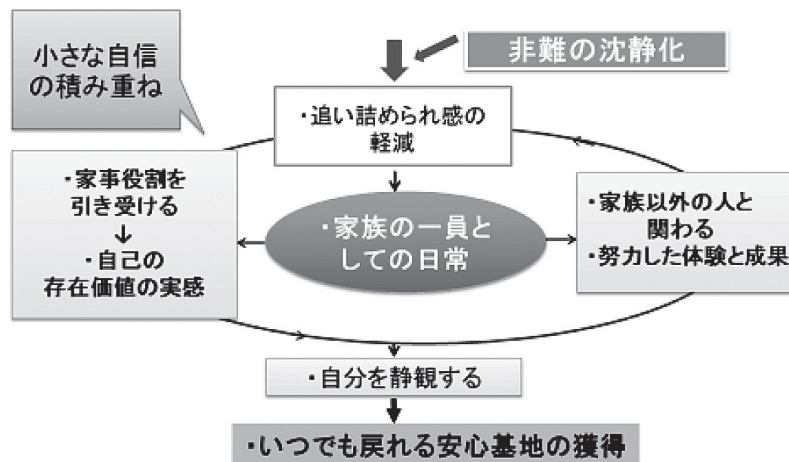 小さな自信
の積み重ね
非難の沈静化
・追い詰められ感の
軽減
・家事役割を
引き受ける
↓
・自己の
存在価値の実感
・家族の一員と
しての日常
・家族以外の人と
関わる
・努力した体験と成果
・自分を静観する
・いつでも戻れる安心基地の獲得